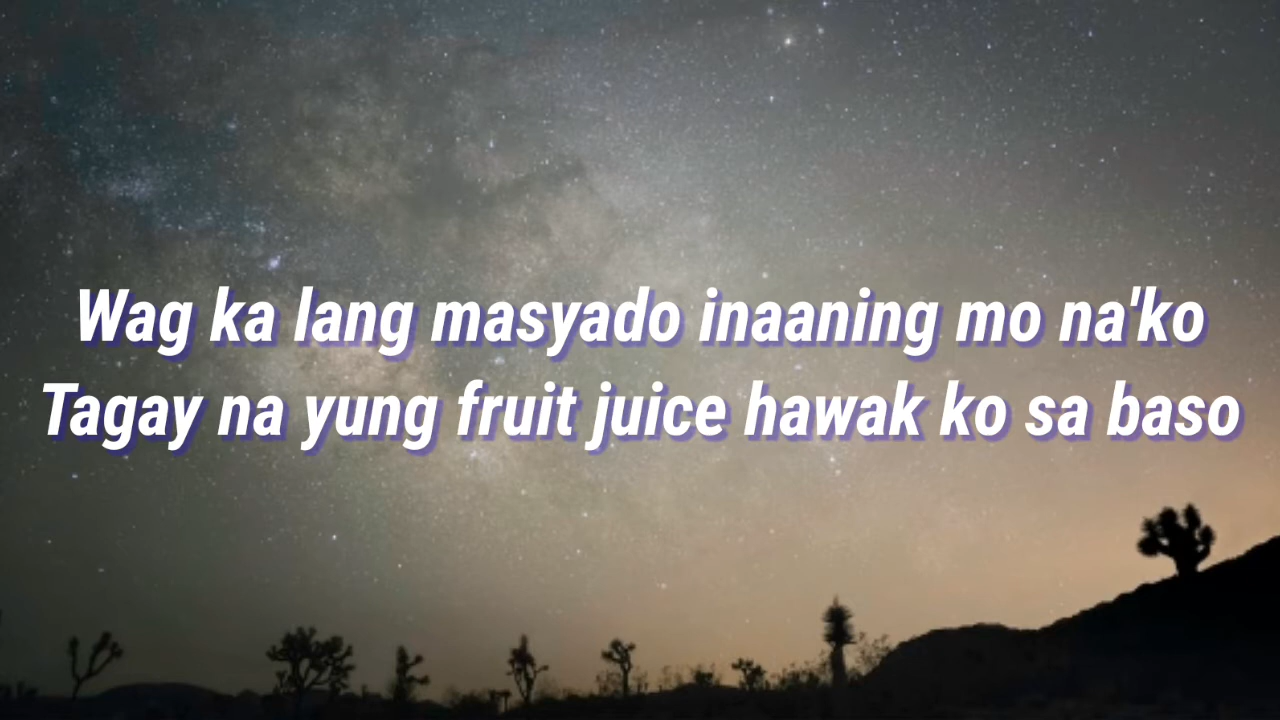 Wag ka lang masyado inaaning mo na'ko
Tagay na yung fruit juice hawak ko sa baso